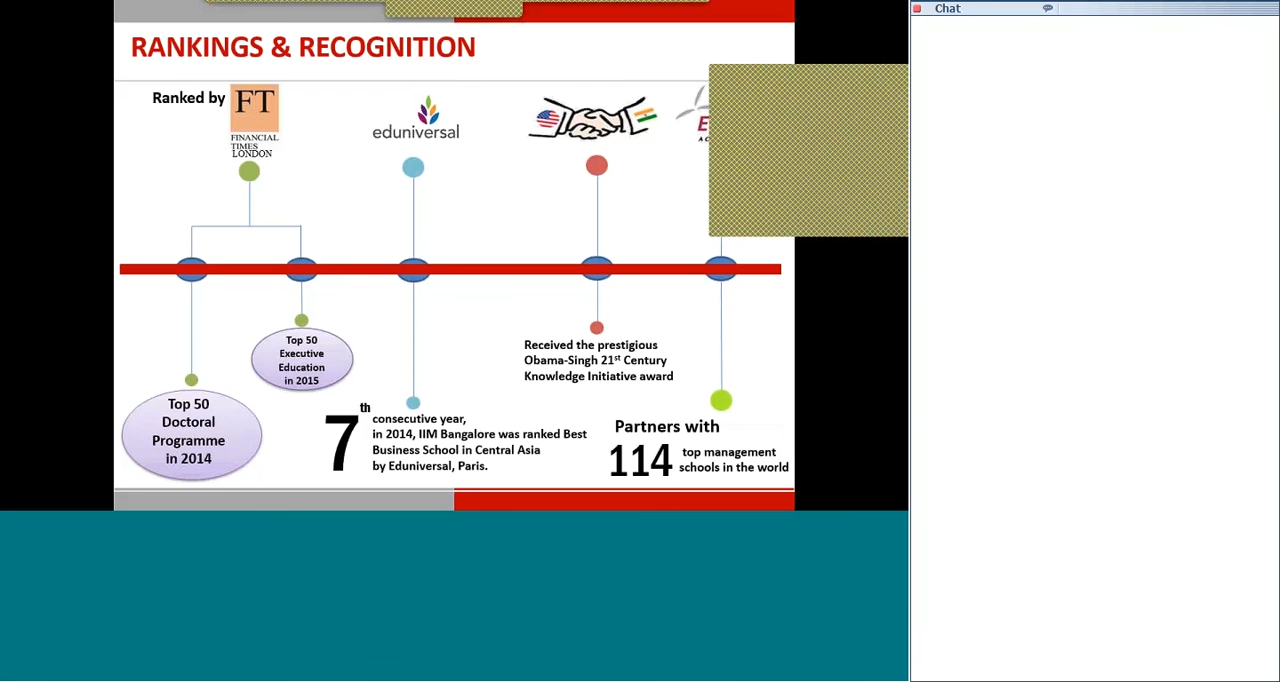 Chat
RANKINGS & RECOGNITION
Ranked by
FT
FINANCIAL
TIMES
LONDON
eduniversal
Top 50
Executive
Education
in 2015
Top 50
Doctoral
Programme
in 2014
7th
consecutive year,
in 2014, IIM Bangalore was ranked Best
Business School in Central Asia
by Eduniversal, Paris.
Received the prestigious
Obama-Singh 21st Century
Knowledge Initiative award
Partners with
114
top management
schools in the world